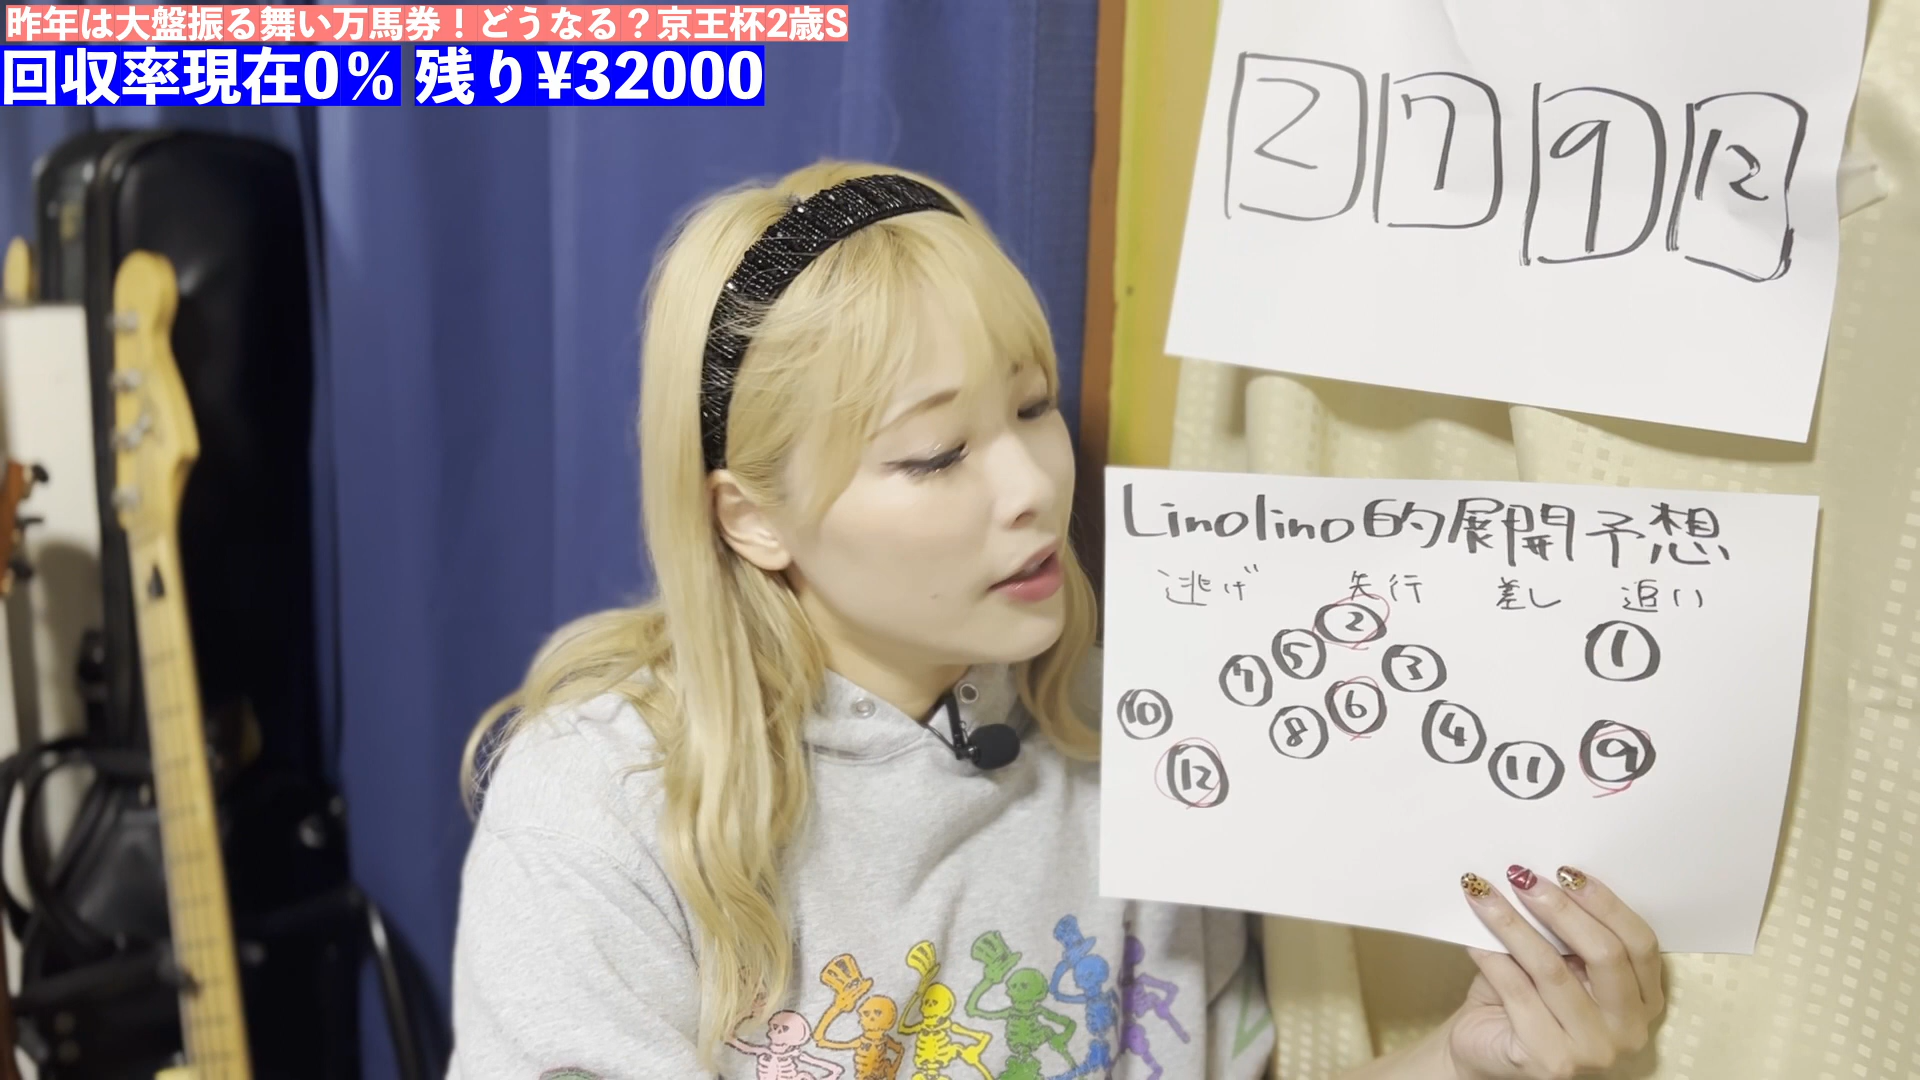 昨年は大盤振る舞い万馬券！どうなる？京王杯2歳S
回収率現在0% 残り¥32000
2 7 9 12
Linolino的展開予想
逃げ 先行 差し 追い
2 1
5 3
7 6
10 8 4 9
12 11